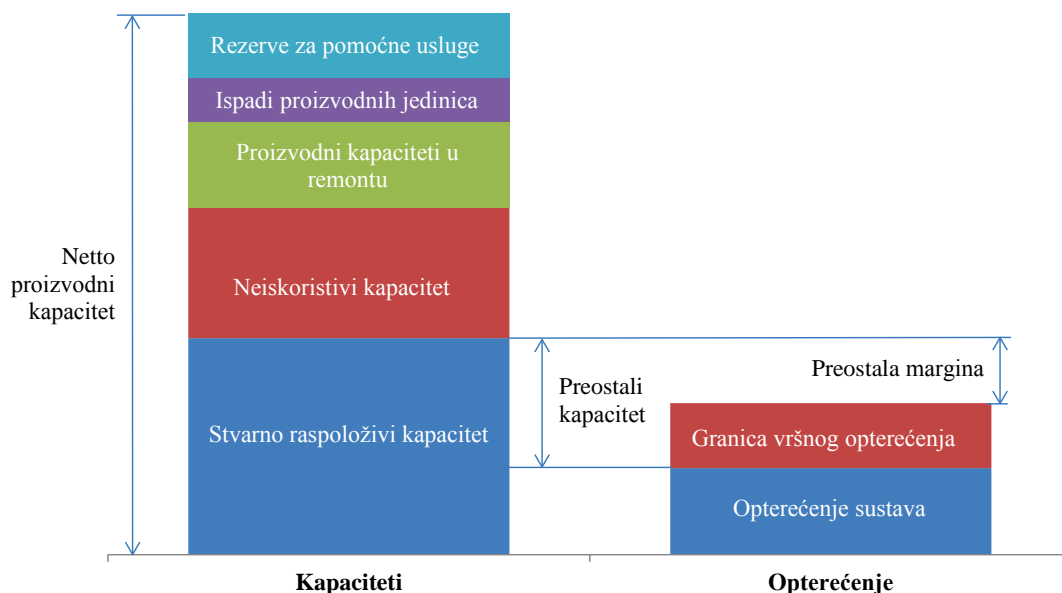 Rezerve za pomoćne usluge
Ispadi proizvodnih jedinica
Proizvodni kapaciteti u
remontu
Netto
proizvodni
kapacitet
Neiskoristivi kapacitet
Stvarno raspoloživi kapacitet
Preostali
kapacitet
Preostala margina
Granica vršnog opterećenja
Opterećenje sustava
Kapaciteti
Opterećenje